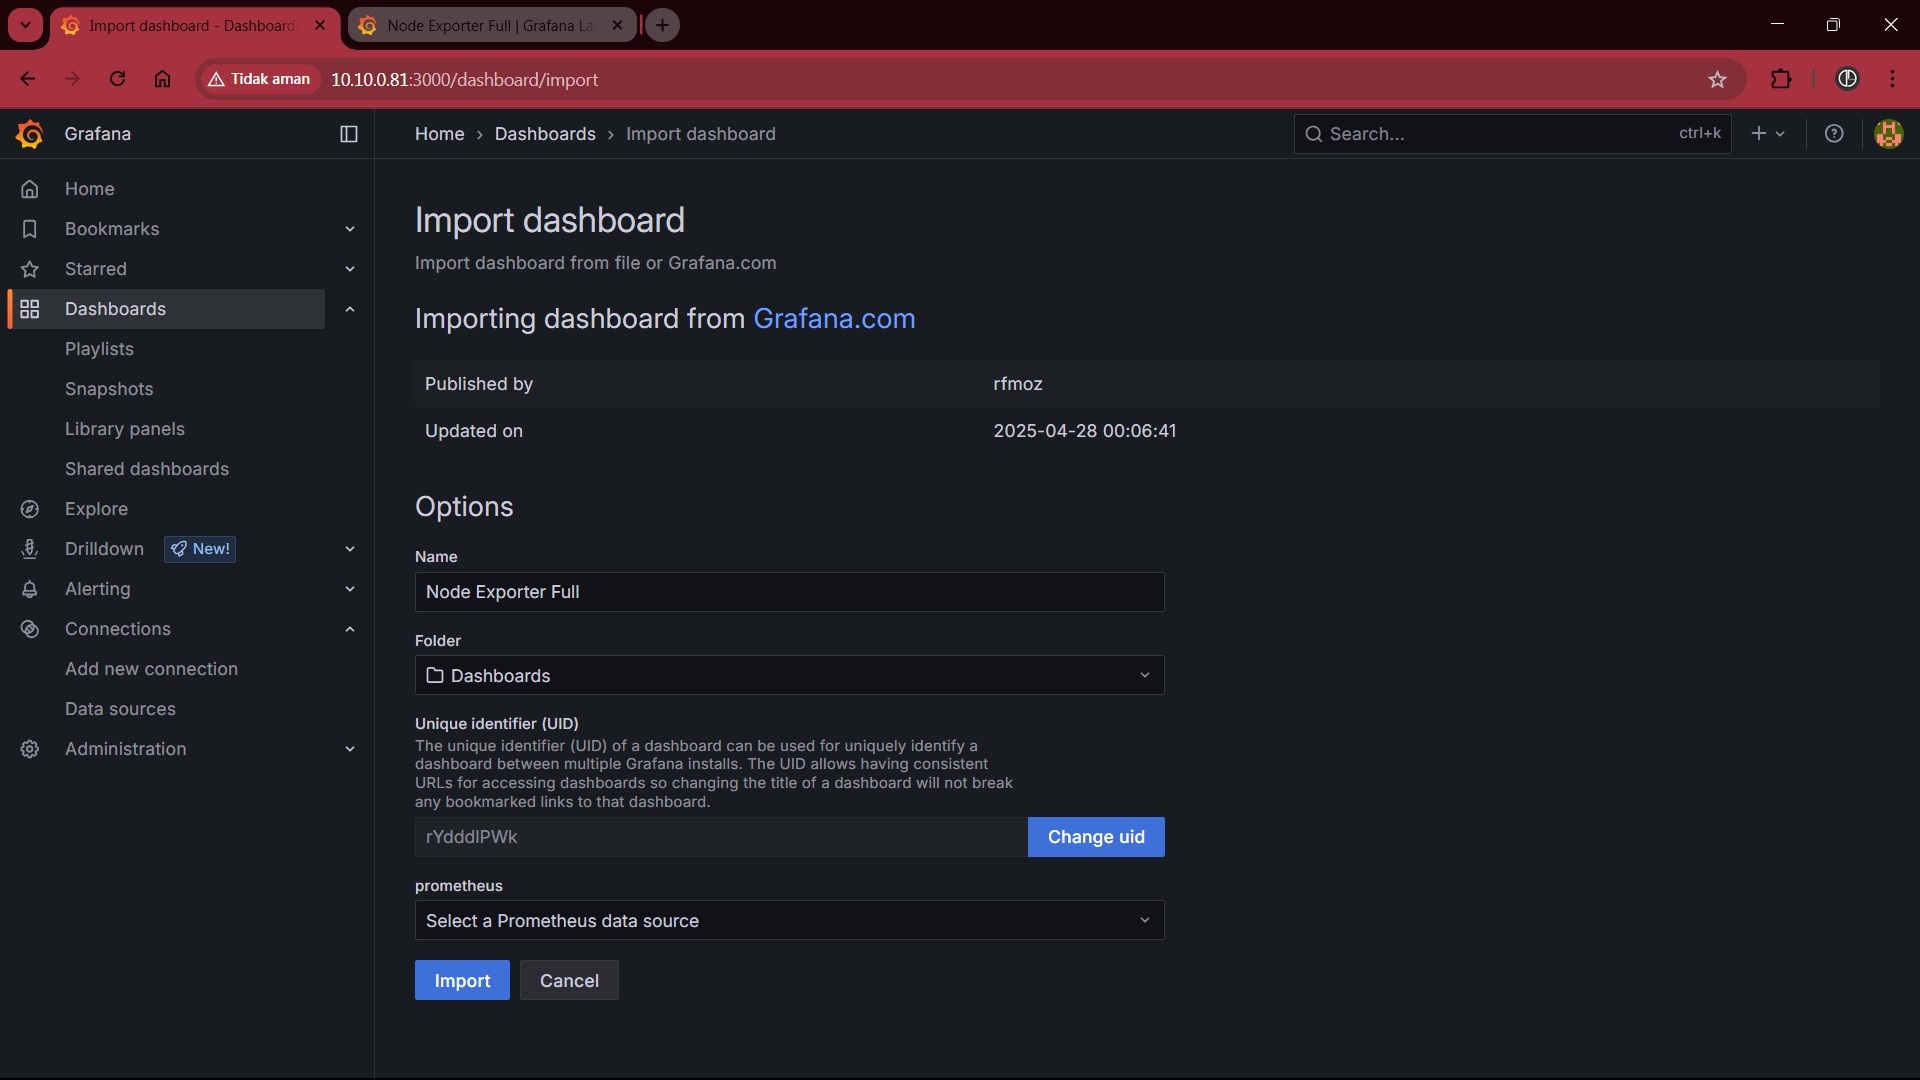 Import dashboard - Dashboard
Node Exporter Full | Grafana La
Tidak aman
10.10.0.81:3000/dashboard/import
Grafana
Home
Bookmarks
Starred
Dashboards
Playlists
Snapshots
Library panels
Shared dashboards
Explore
Drilldown
New!
Alerting
Connections
Add new connection
Data sources
Administration
Home › Dashboards › Import dashboard
Search...
ctrl+k
Import dashboard
Import dashboard from file or Grafana.com
Importing dashboard from Grafana.com
Published by rfmoz
Updated on 2025-04-28 00:06:41
Options
Name
Node Exporter Full
Folder
Dashboards
Unique identifier (UID)
The unique identifier (UID) of a dashboard can be used for uniquely identify a
dashboard between multiple Grafana installs. The UID allows having consistent
URLs for accessing dashboards so changing the title of a dashboard will not break
any bookmarked links to that dashboard.
rYdddlPWk
Change uid
prometheus
Select a Prometheus data source
Import
Cancel